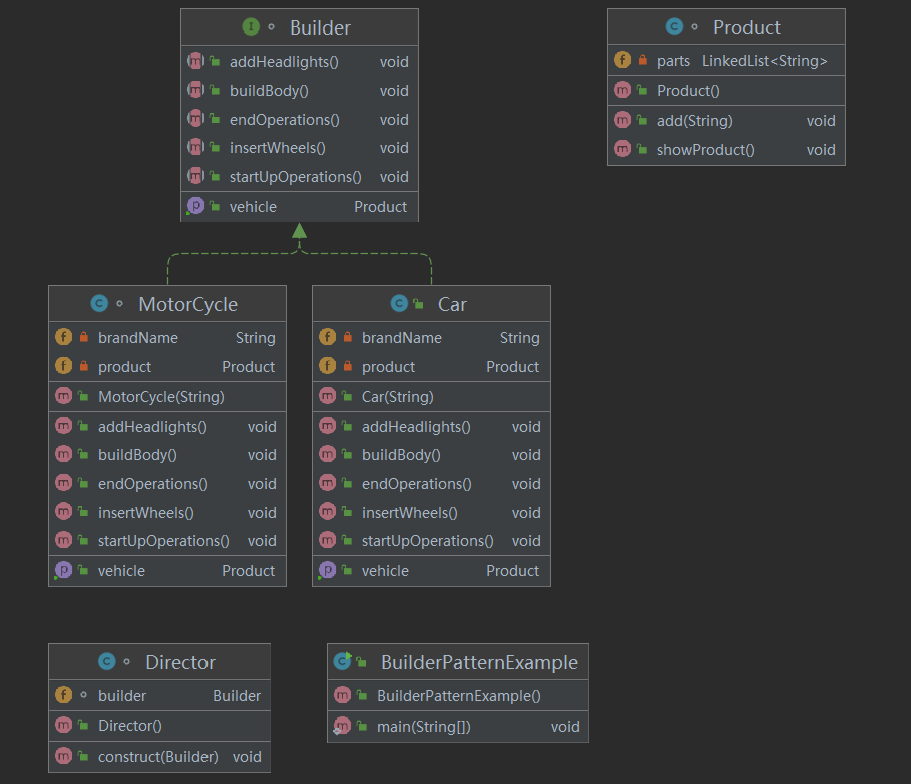 Builder
addHeadlights() void
buildBody() void
endOperations() void
insertWheels() void
startUpOperations() void
vehicle Product
Product
parts LinkedList<String>
Product()
add(String) void
showProduct() void
MotorCycle
brandName String
product Product
MotorCycle(String)
addHeadlights() void
buildBody() void
endOperations() void
insertWheels() void
startUpOperations() void
vehicle Product
Car
brandName String
product Product
Car(String)
addHeadlights() void
buildBody() void
endOperations() void
insertWheels() void
startUpOperations() void
vehicle Product
Director
builder Builder
Director()
construct(Builder) void
BuilderPatternExample
BuilderPatternExample()
main(String[]) void